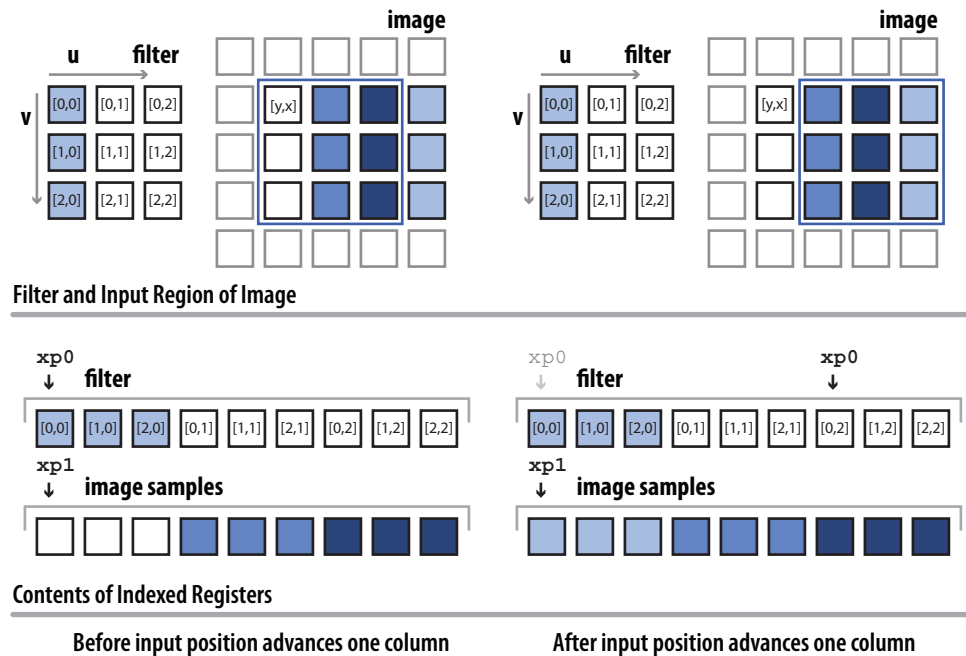 image
u filter
v
[0,0] [0,1] [0,2]
[1,0] [1,1] [1,2]
[2,0] [2,1] [2,2]
[y,x]
image
u filter
v
[0,0] [0,1] [0,2]
[1,0] [1,1] [1,2]
[2,0] [2,1] [2,2]
[y,x]
Filter and Input Region of Image
xp0
filter
[0,0] [1,0] [2,0] [0,1] [1,1] [2,1] [0,2] [1,2] [2,2]
xp1
image samples
xp0 xp0
filter
[0,0] [1,0] [2,0] [0,1] [1,1] [2,1] [0,2] [1,2] [2,2]
xp1
image samples
Contents of Indexed Registers
Before input position advances one column
After input position advances one column